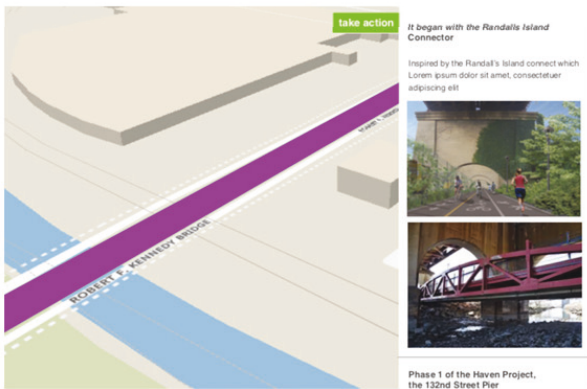 take action
It began with the Randalls Island
Connector
Inspired by the Randall's Island connect which
Lorem ipsum dolor sit amet, consectetuer
adipiscing elit
ROBERT F. KENNEDY BRIDGE
Phase 1 of the Haven Project,
the 132nd Street Pier